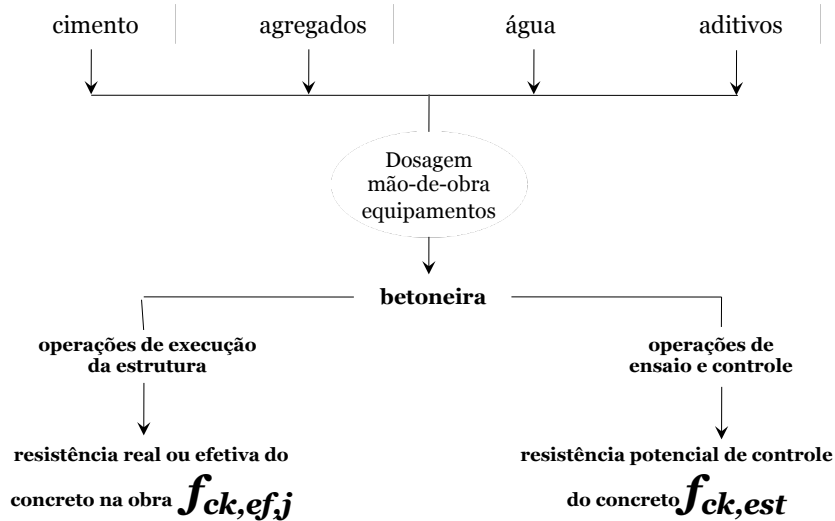 cimento agregados água aditivos
Dosagem
mão-de-obra
equipamentos
betoneira
operações de execução
da estrutura
operações de
ensaio e controle
resistência real ou efetiva do
concreto na obra fck,ef,j
resistência potencial de controle
do concreto fck,est